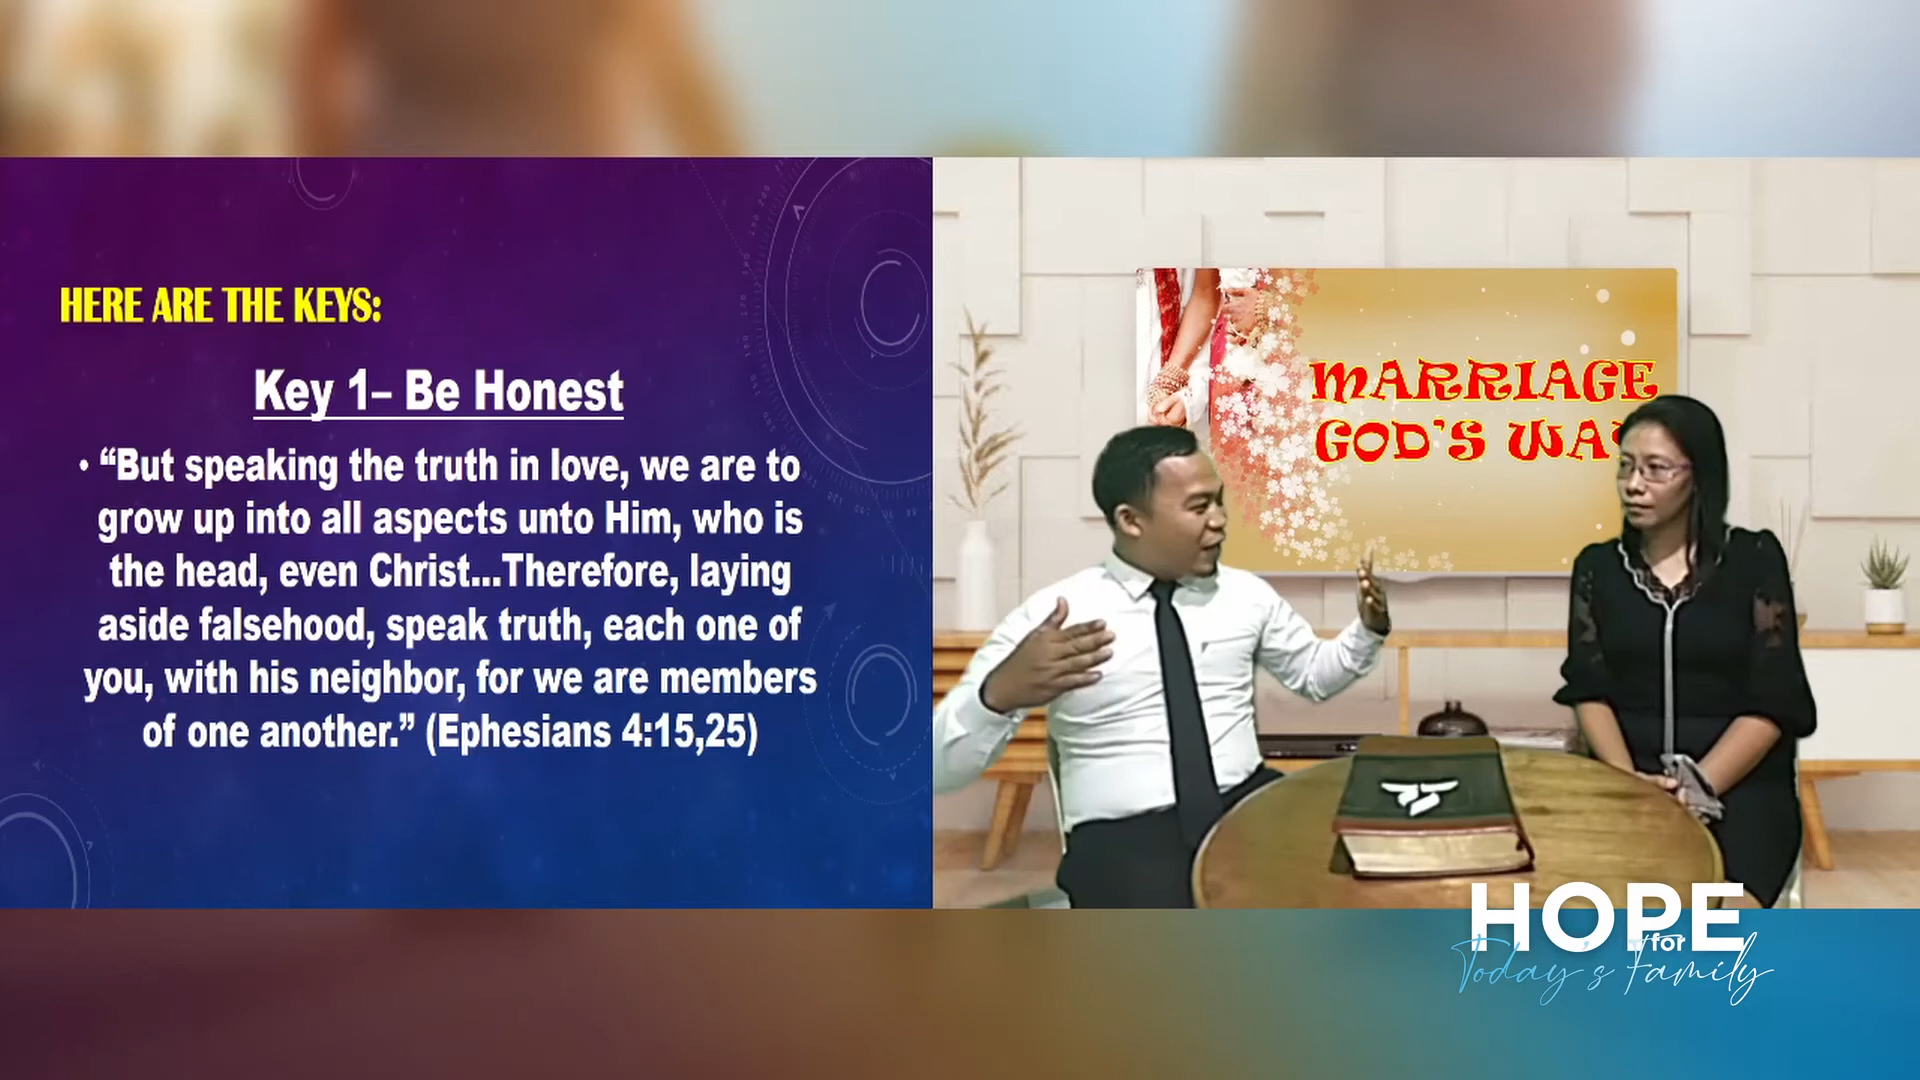 HERE ARE THE KEYS:
Key 1– Be Honest
• “But speaking the truth in love, we are to
grow up into all aspects unto Him, who is
the head, even Christ...Therefore, laying
aside falsehood, speak truth, each one of
you, with his neighbor, for we are members
of one another.” (Ephesians 4:15,25)
MARRIAGE
GOD'S WAY
HOPE
for
Today's Family